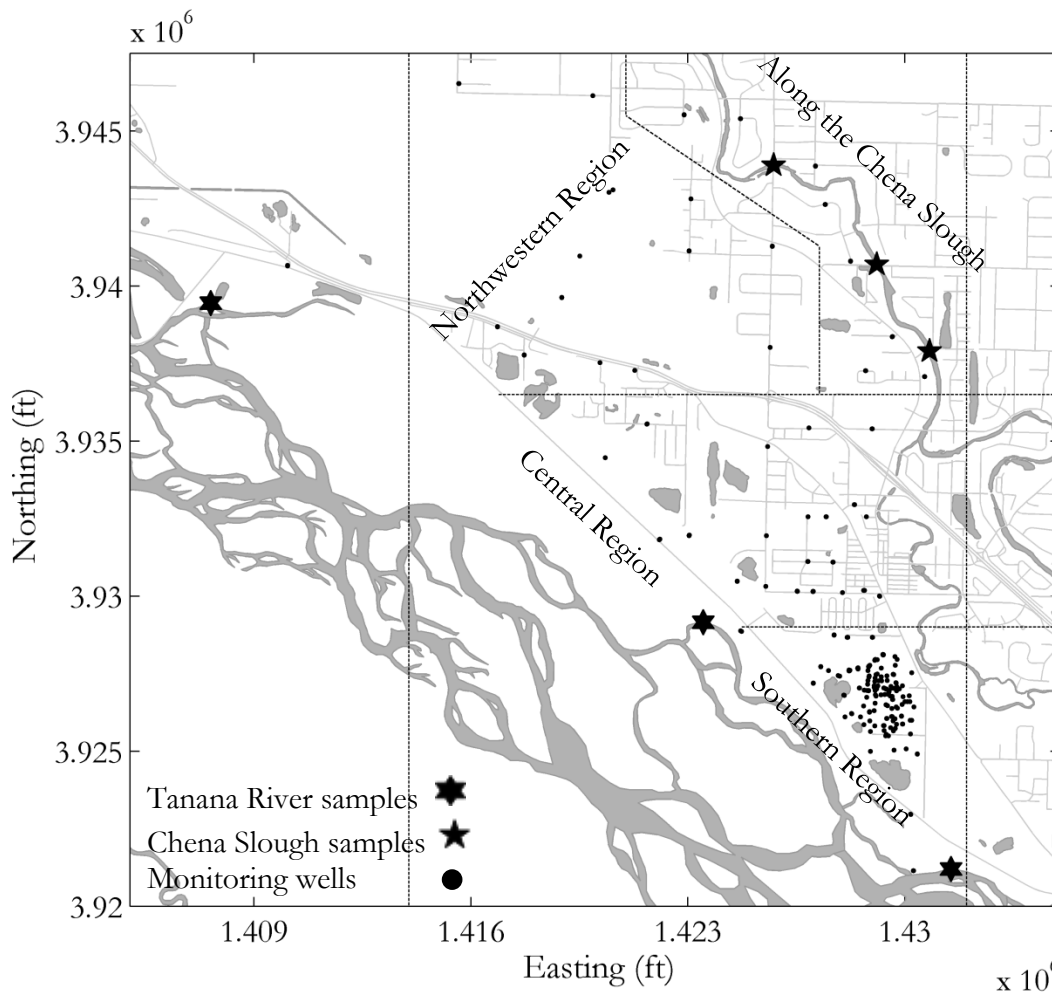 x 10⁶
3.945
3.94
3.935
3.93
3.925
3.92
Northing (ft)
Along the Chena Slough
Northwestern Region
Central Region
Southern Region
Tanana River samples
Chena Slough samples
Monitoring wells
1.409
1.416
1.423
1.43
Easting (ft)
x 10